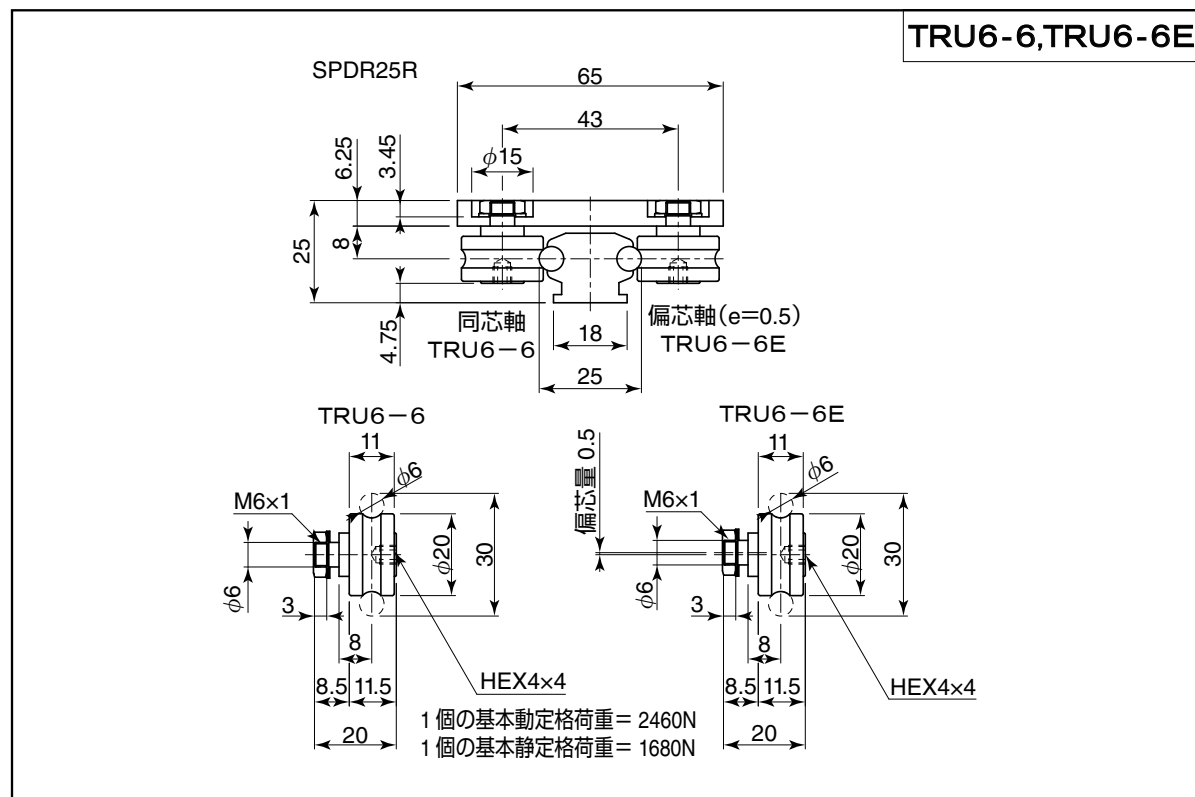 TRU6-6,TRU6-6E
SPDR25R
65
43
φ15
6.25
3.45
25
8
4.75
同芯軸
TRU6-6
18
偏芯軸(e=0.5)
TRU6-6E
25
TRU6-6
11
φ6
M6×1
φ20
30
φ6
3
8
8.5
11.5
20
HEX4×4
TRU6-6E
11
φ6
偏芯量 0.5
M6×1
φ20
30
φ6
3
8
8.5
11.5
20
HEX4×4
1個の基本動定格荷重= 2460N
1個の基本静定格荷重= 1680N